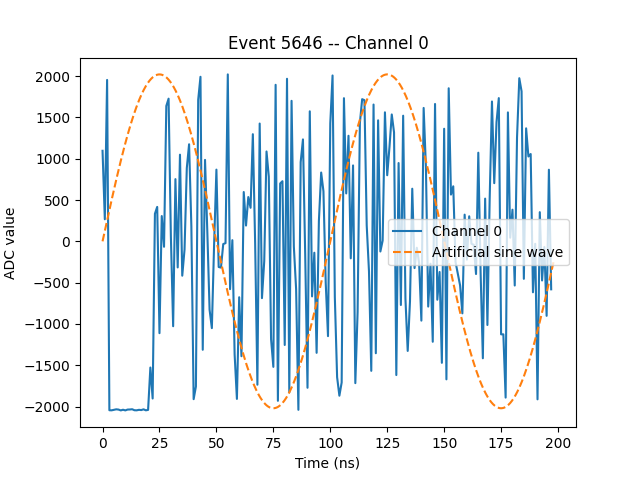 Event 5646 -- Channel 0
ADC value
2000
1500
1000
500
0
−500
−1000
−1500
−2000
Channel 0
Artificial sine wave
0 25 50 75 100 125 150 175 200
Time (ns)